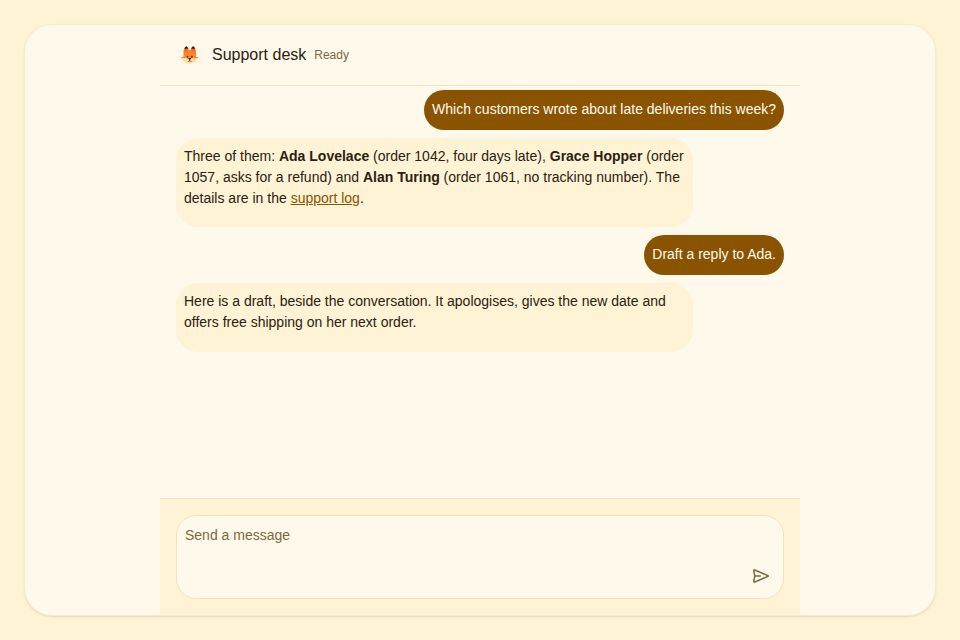 Support desk Ready
Which customers wrote about late deliveries this week?
Three of them: Ada Lovelace (order 1042, four days late), Grace Hopper (order
1057, asks for a refund) and Alan Turing (order 1061, no tracking number). The
details are in the support log.
Draft a reply to Ada.
Here is a draft, beside the conversation. It apologises, gives the new date and
offers free shipping on her next order.
Send a message